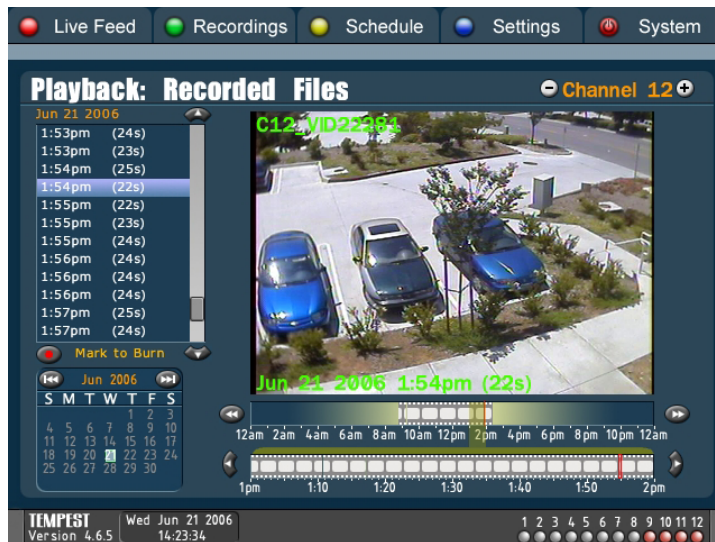 Live Feed Recordings Schedule Settings System
Playback: Recorded Files
Channel 12
Jun 21 2006
1:53pm (24s)
1:53pm (23s)
1:54pm (25s)
1:54pm (22s)
1:55pm (22s)
1:55pm (23s)
1:55pm (24s)
1:56pm (24s)
1:56pm (24s)
1:56pm (24s)
1:57pm (25s)
1:57pm (24s)
Mark to Burn
C12_VID22281
Jun 21 2006 1:54pm (22s)
Jun 2006
S M T W T F S
1 2 3
4 5 6 7 8 9 10
11 12 13 14 15 16 17
18 19 20 21 22 23 24
25 26 27 28 29 30
12am 2am 4am 6am 8am 10am 12pm 2pm 4pm 6pm 8pm 10pm 12am
1pm 1:10 1:20 1:30 1:40 1:50 2pm
TEMPEST
Version 4.6.5
Wed Jun 21 2006
14:23:34
1 2 3 4 5 6 7 8 9 10 11 12